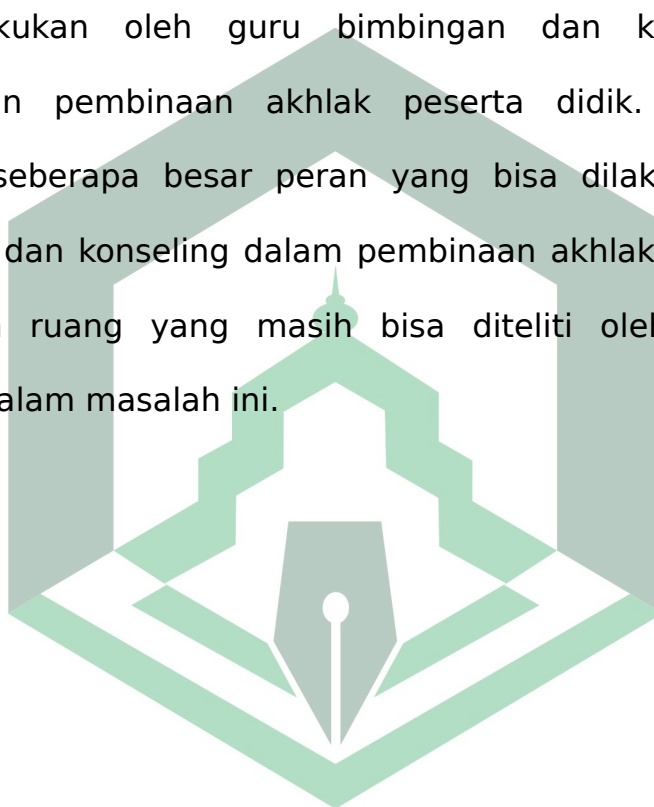 kukan oleh guru bimbingan dan k
n pembinaan akhlak peserta didik.
seberapa besar peran yang bisa dilak
dan konseling dalam pembinaan akhlak
ruang yang masih bisa diteliti ole
alam masalah ini.